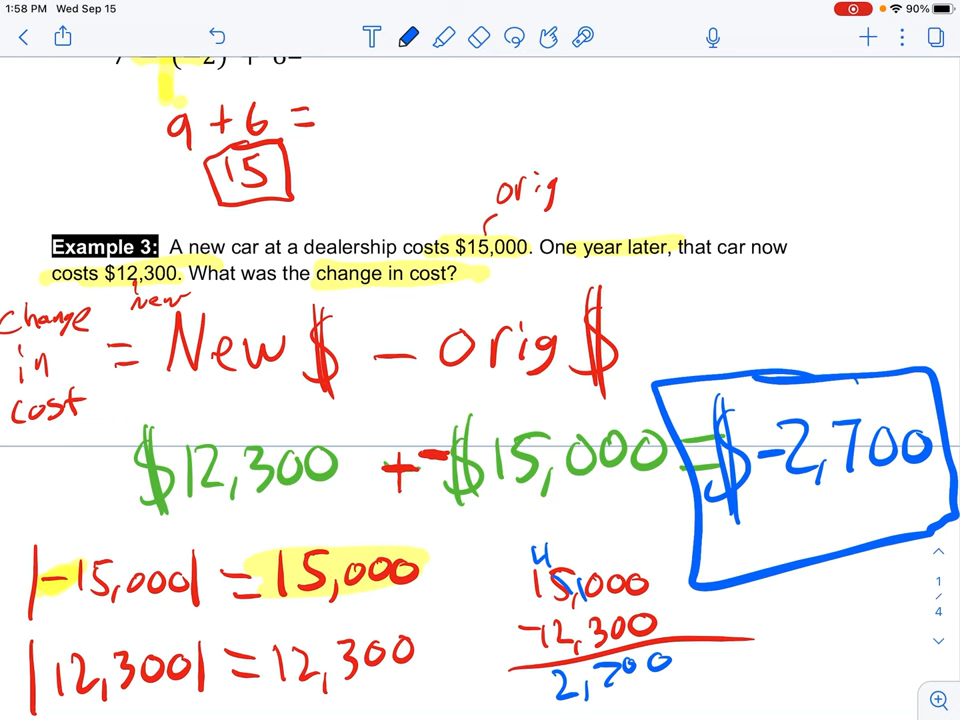 1:58 PM Wed Sep 15
90%
T
9 + 6 =
15
orig
Example 3: A new car at a dealership costs $15,000. One year later, that car now
costs $12,300. What was the change in cost?
new
change in cost = New $ - orig $
$12,300 + -$15,000 = $-2,700
|-15,000| = 15,000
|12,300| = 12,300
4 1
15,000
-12,300
2,700
1
/
4